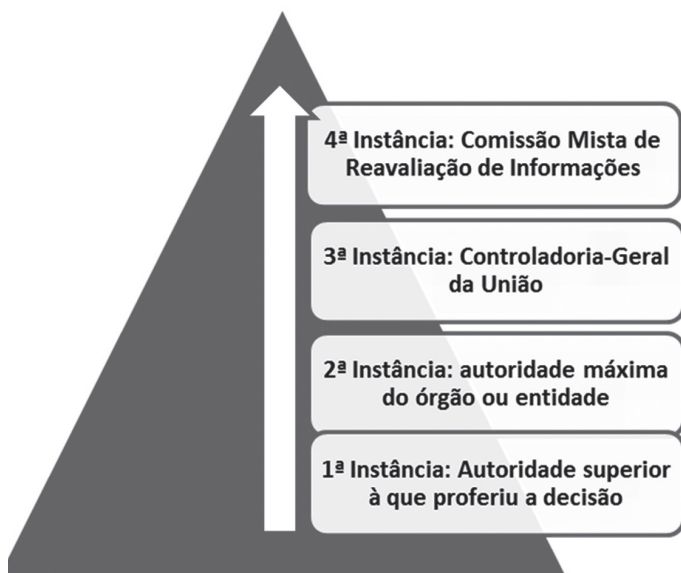 4ª Instância: Comissão Mista de
Reavaliação de Informações
3ª Instância: Controladoria-Geral
da União
2ª Instância: autoridade máxima
do órgão ou entidade
1ª Instância: Autoridade superior
à que proferiu a decisão